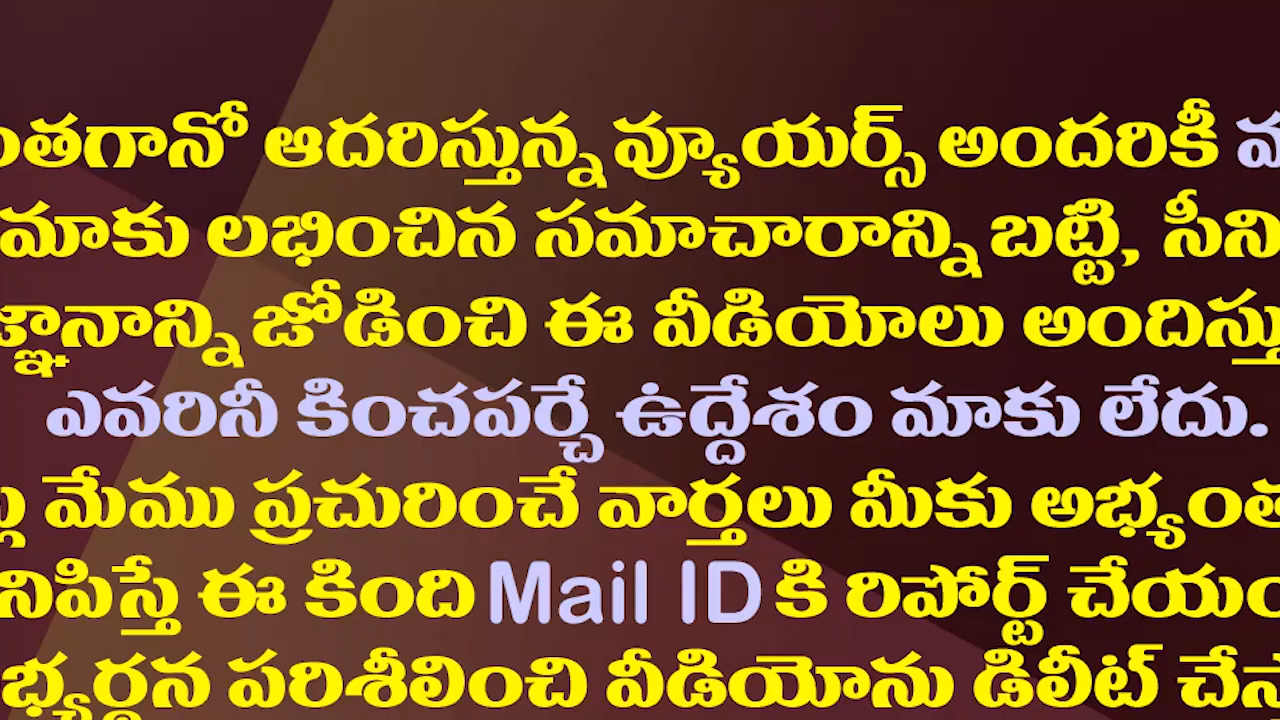 ఆదరిస్తున్న వ్యూయర్స్ అందరికీ
మాకు లభించిన సమాచారాన్ని బట్టి,
జోడించి ఈ వీడియోలు
ఎవరినీ కించపర్చే ఉద్దేశం మాకు లేదు.
మేము ప్రచురించే వార్తలు మీకు
ఈ కింది Mail ID కి రిపోర్ట్
పరిశీలించి వీడియోను డిలీట్